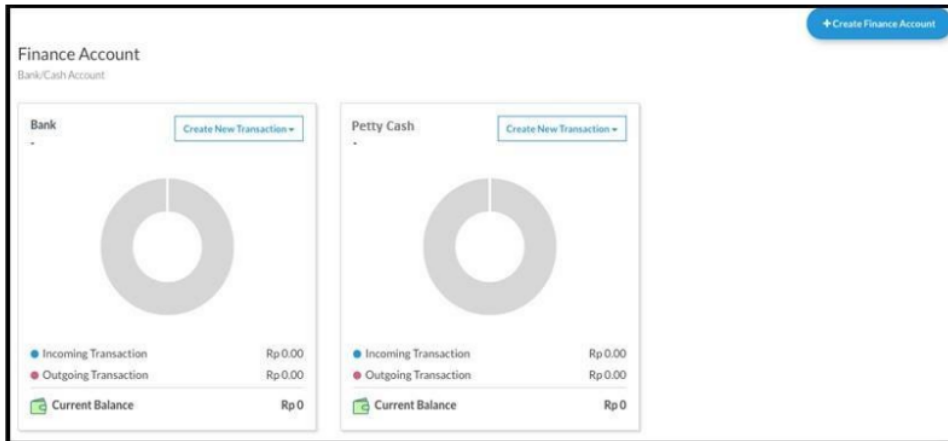 + Create Finance Account
Finance Account
Bank/Cash Account
Bank
Create New Transaction
-
Incoming Transaction Rp 0.00
Outgoing Transaction Rp 0.00
Current Balance Rp 0
Petty Cash
Create New Transaction
-
Incoming Transaction Rp 0.00
Outgoing Transaction Rp 0.00
Current Balance Rp 0